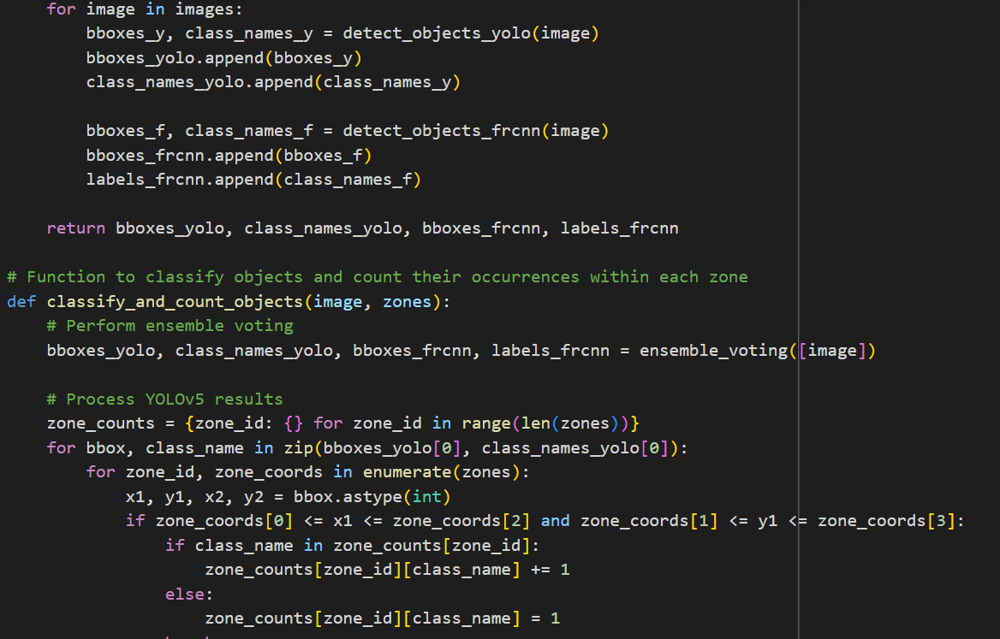 for image in images:
        bboxes_y, class_names_y = detect_objects_yolo(image)
        bboxes_yolo.append(bboxes_y)
        class_names_yolo.append(class_names_y)

        bboxes_f, class_names_f = detect_objects_frcnn(image)
        bboxes_frcnn.append(bboxes_f)
        labels_frcnn.append(class_names_f)

    return bboxes_yolo, class_names_yolo, bboxes_frcnn, labels_frcnn

# Function to classify objects and count their occurrences within each zone
def classify_and_count_objects(image, zones):
    # Perform ensemble voting
    bboxes_yolo, class_names_yolo, bboxes_frcnn, labels_frcnn = ensemble_voting([image])

    # Process YOLOv5 results
    zone_counts = {zone_id: {} for zone_id in range(len(zones))}
    for bbox, class_name in zip(bboxes_yolo[0], class_names_yolo[0]):
        for zone_id, zone_coords in enumerate(zones):
            x1, y1, x2, y2 = bbox.astype(int)
            if zone_coords[0] <= x1 <= zone_coords[2] and zone_coords[1] <= y1 <= zone_coords[3]:
                if class_name in zone_counts[zone_id]:
                    zone_counts[zone_id][class_name] += 1
                else:
                    zone_counts[zone_id][class_name] = 1